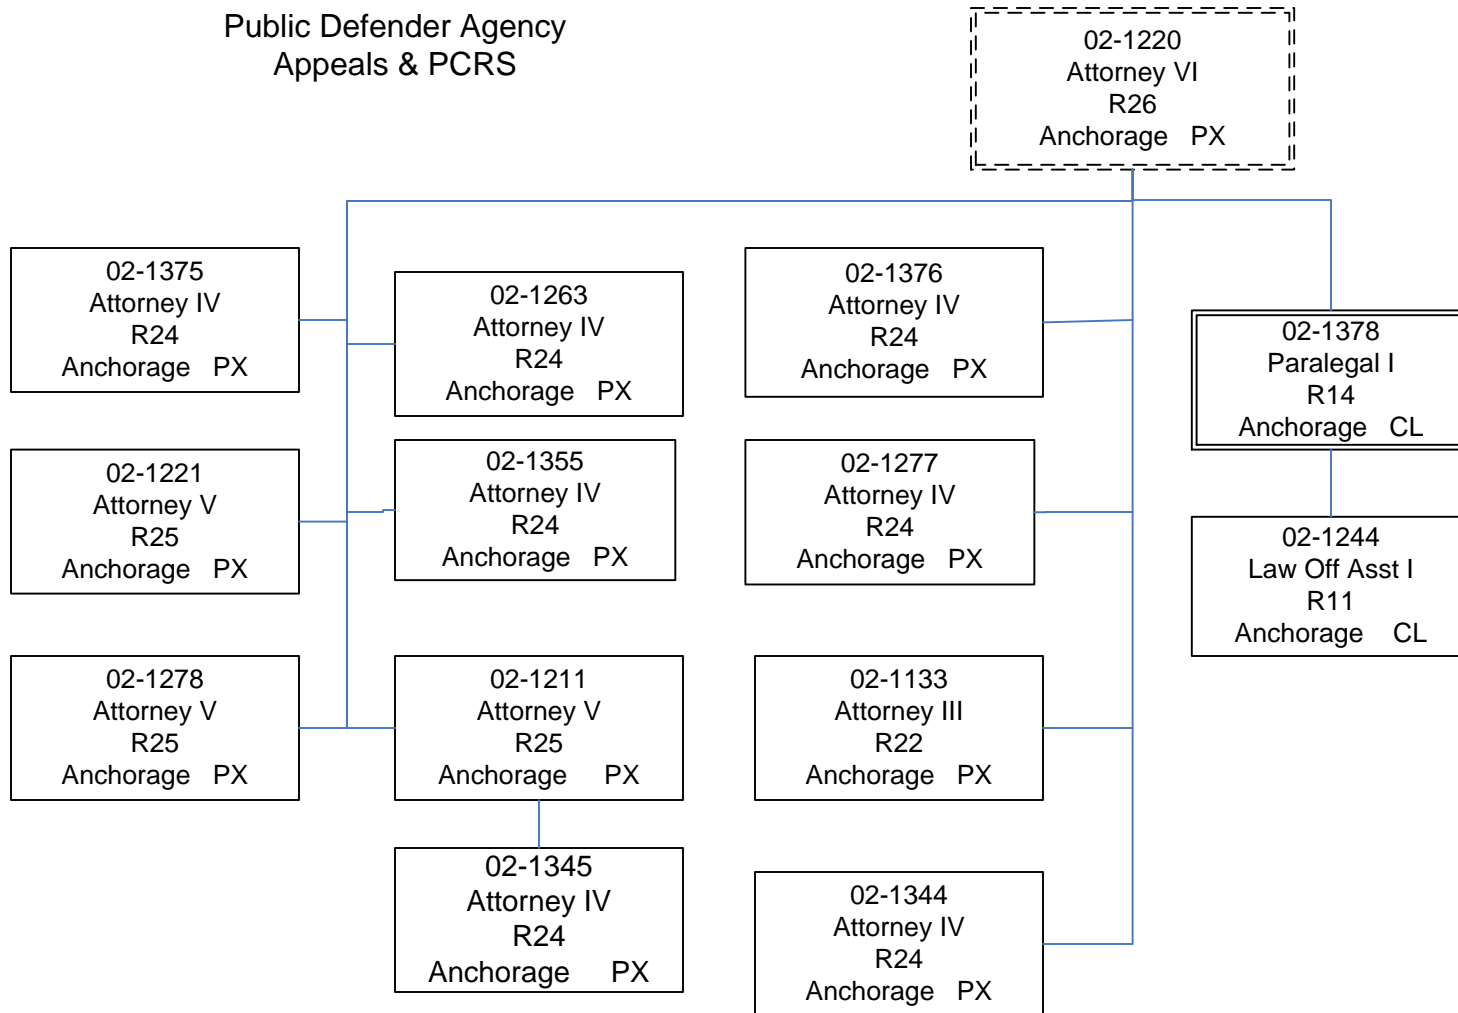 Public Defender Agency
Appeals & PCRS
02-1220
Attorney VI
R26
Anchorage PX
02-1375
Attorney IV
R24
Anchorage PX
02-1263
Attorney IV
R24
Anchorage PX
02-1376
Attorney IV
R24
Anchorage PX
02-1378
Paralegal I
R14
Anchorage CL
02-1221
Attorney V
R25
Anchorage PX
02-1355
Attorney IV
R24
Anchorage PX
02-1277
Attorney IV
R24
Anchorage PX
02-1244
Law Off Asst I
R11
Anchorage CL
02-1278
Attorney V
R25
Anchorage PX
02-1211
Attorney V
R25
Anchorage PX
02-1133
Attorney III
R22
Anchorage PX
02-1345
Attorney IV
R24
Anchorage PX
02-1344
Attorney IV
R24
Anchorage PX